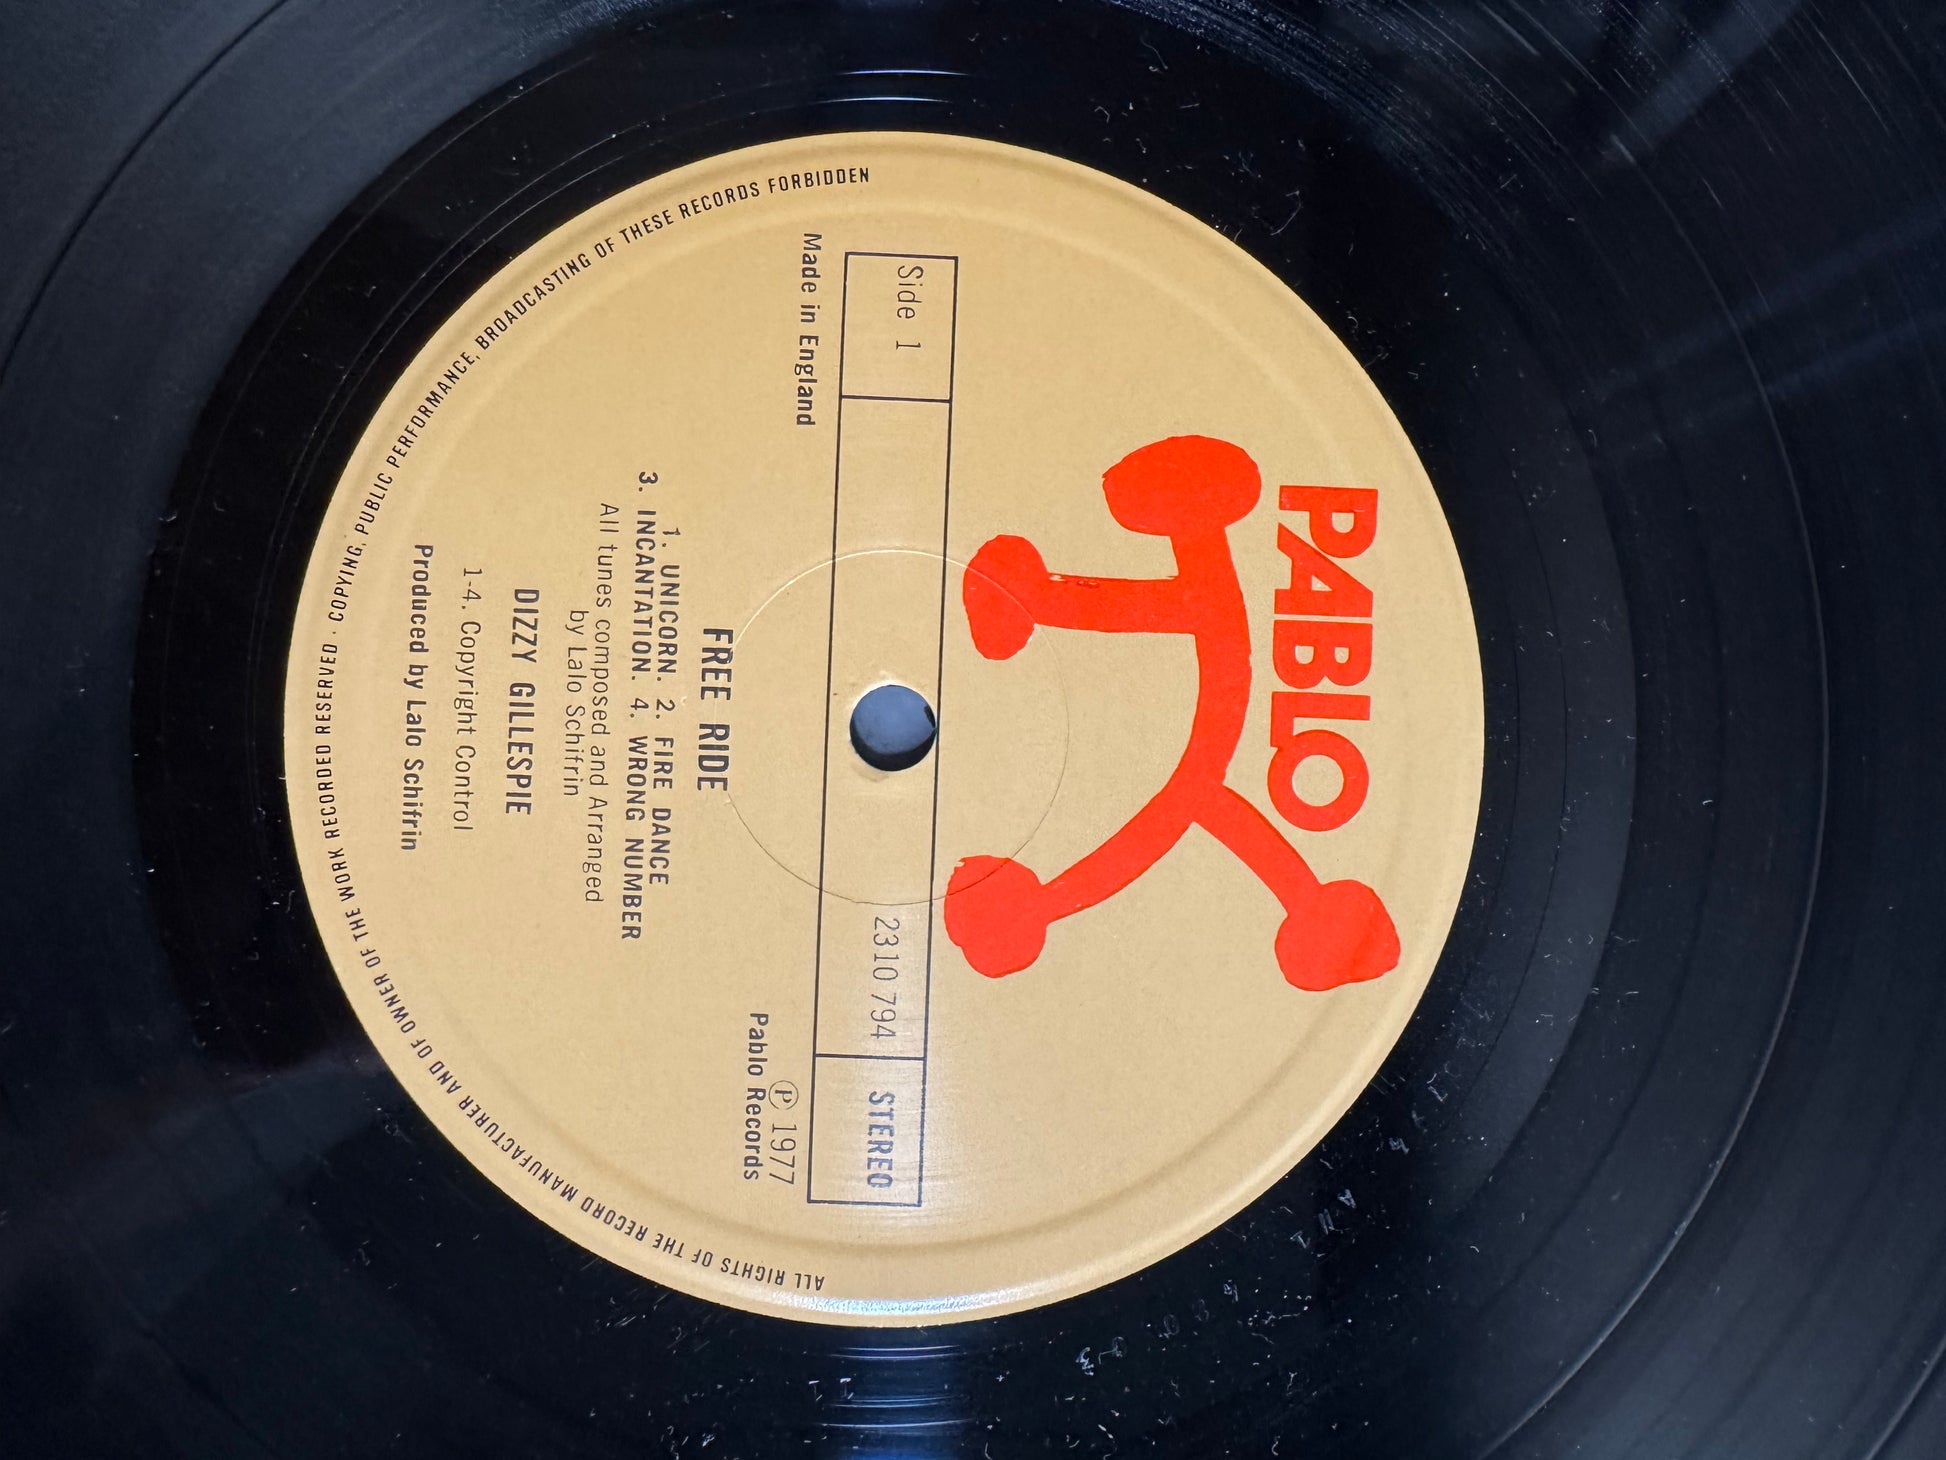 PABLO
Side 1
2310 794
STEREO
Made in England
Ⓟ 1977
Pablo Records
FREE RIDE
1. UNICORN. 2. FIRE DANCE
3. INCANTATION. 4. WRONG NUMBER
All tunes composed and Arranged
by Lalo Schifrin
DIZZY GILLESPIE
1-4. Copyright Control
Produced by Lalo Schifrin
ALL RIGHTS OF THE RECORD MANUFACTURER AND OF OWNER OF THE WORK RECORDED RESERVED · COPYING, PUBLIC PERFORMANCE, BROADCASTING OF THESE RECORDS FORBIDDEN